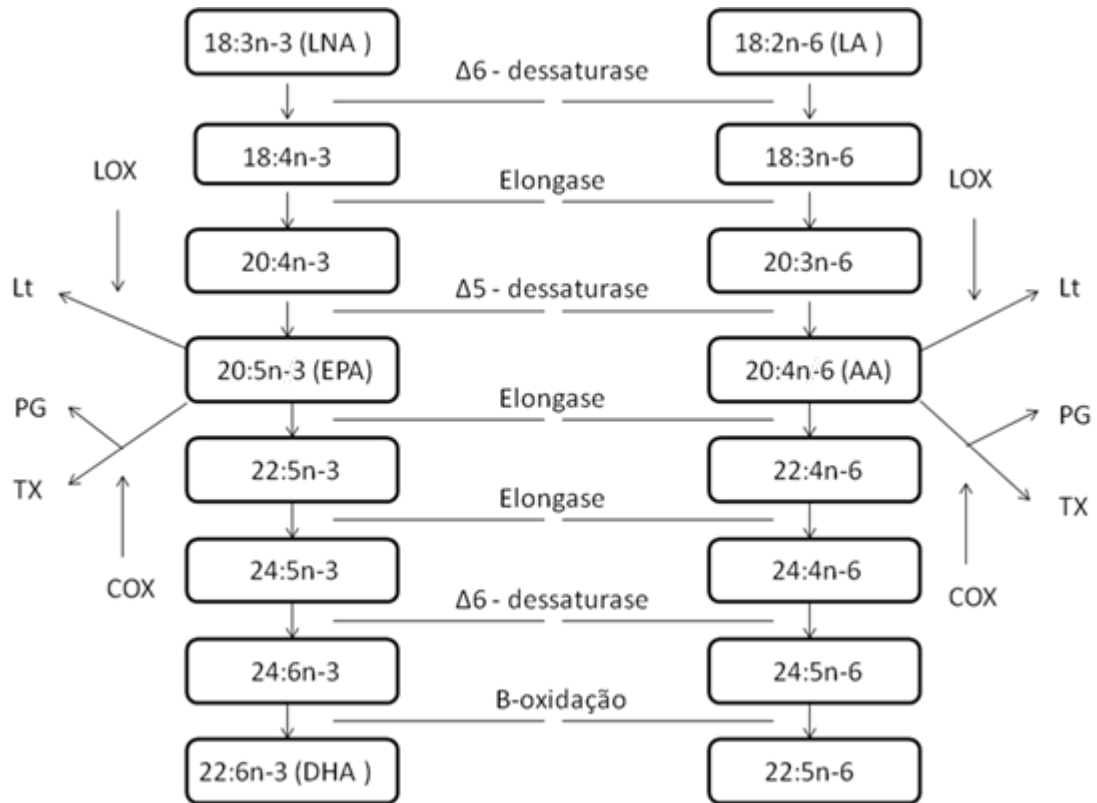 18:3n-3 (LNA )
18:2n-6 (LA )
Δ6 - dessaturase
18:4n-3
18:3n-6
LOX
Elongase
LOX
20:4n-3
20:3n-6
Lt
Δ5 - dessaturase
Lt
20:5n-3 (EPA)
20:4n-6 (AA)
PG
Elongase
PG
TX
22:5n-3
22:4n-6
TX
Elongase
COX
24:5n-3
24:4n-6
COX
Δ6 - dessaturase
24:6n-3
24:5n-6
B-oxidação
22:6n-3 (DHA )
22:5n-6